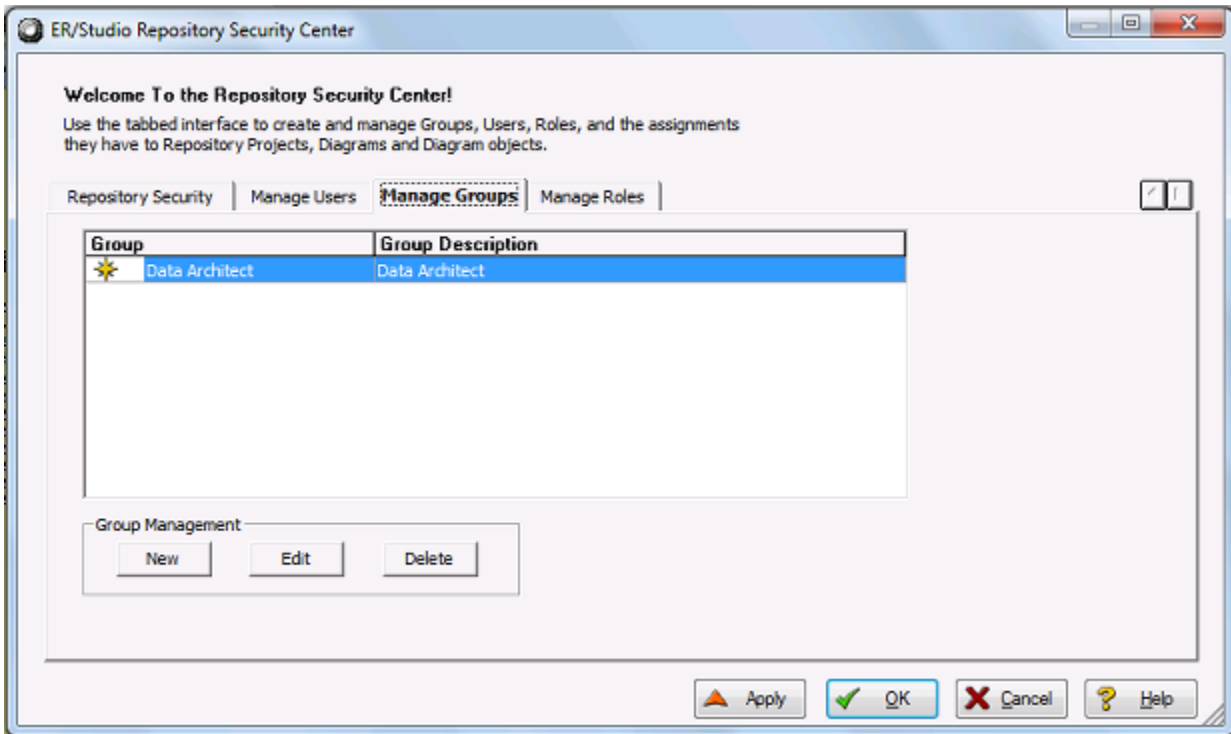 ER/Studio Repository Security Center
Welcome To the Repository Security Center!
Use the tabbed interface to create and manage Groups, Users, Roles, and the assignments
they have to Repository Projects, Diagrams and Diagram objects.
Repository Security Manage Users Manage Groups Manage Roles
Group Group Description
Data Architect Data Architect
Group Management
New Edit Delete
Apply OK Cancel Help